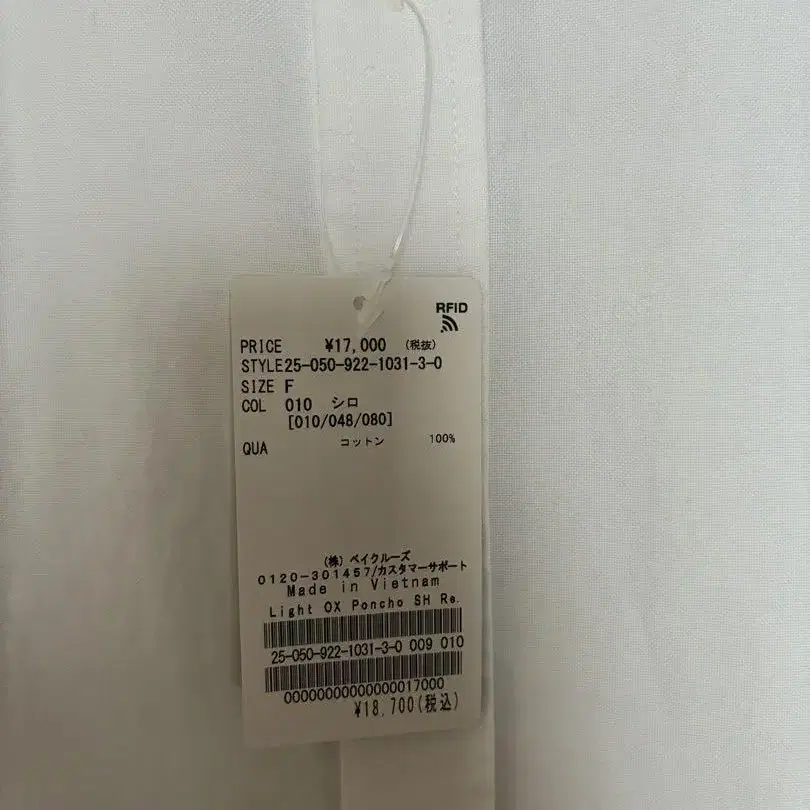 RFID
PRICE ¥17,000 (税抜)
STYLE25-050-922-1031-3-0
SIZE F
COL 010 シロ
[010/048/080]
QUA コットン 100%
(株) ベイクルーズ
0120-301457/カスタマーサポート
Made in Vietnam
Light OX Poncho SH Re.
25-050-922-1031-3-0 009 010
00000000000000017000
¥18,700(税込)